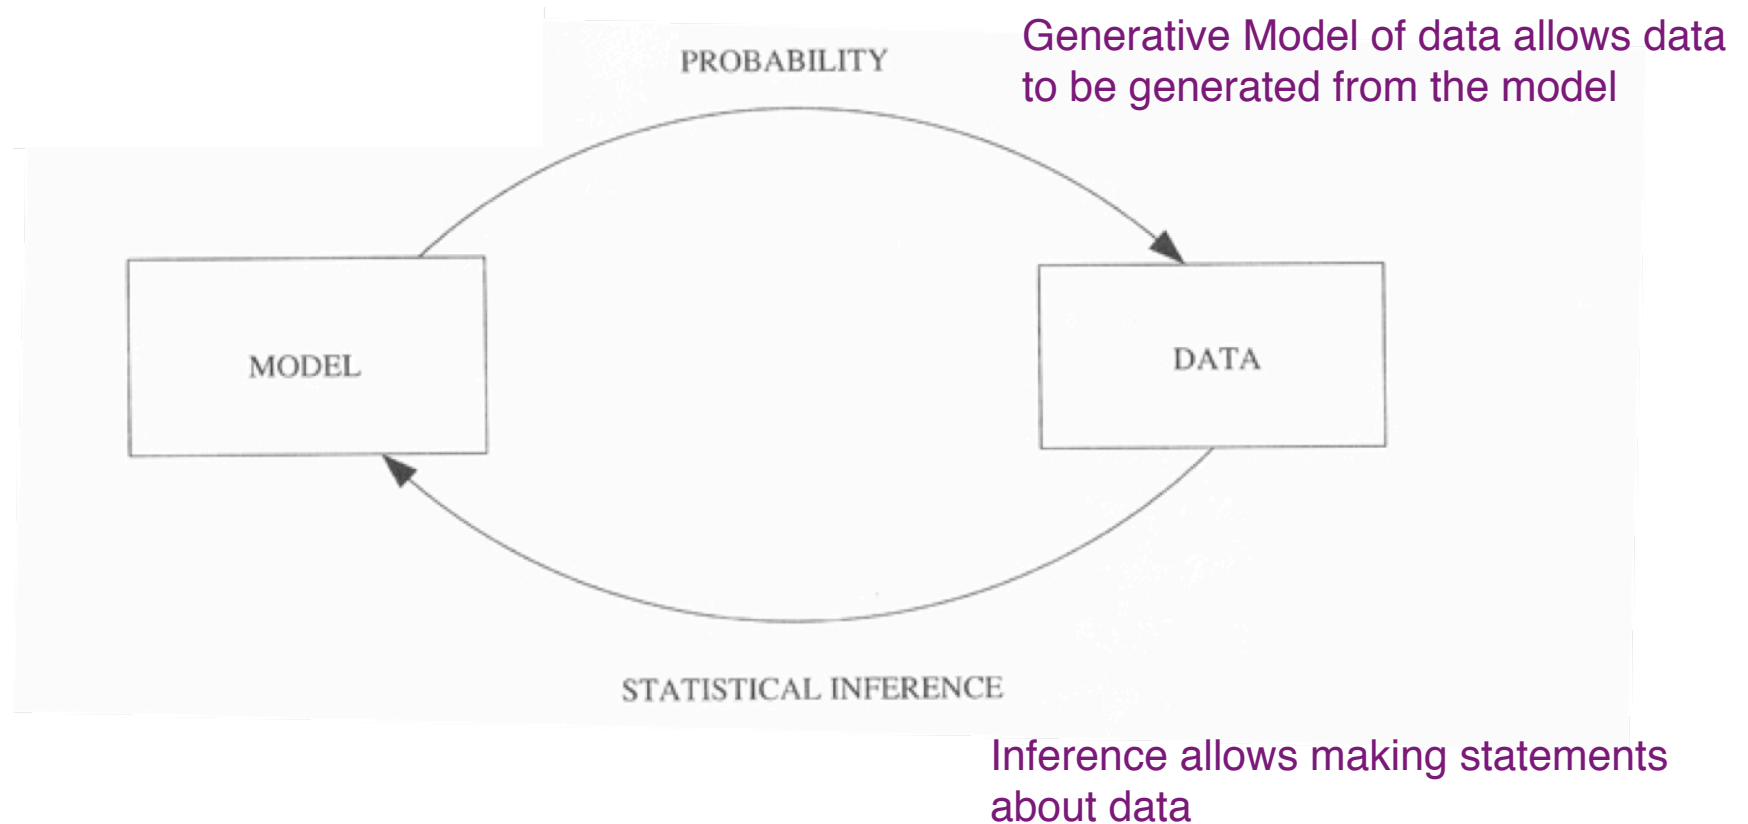 PROBABILITY
Generative Model of data allows data
to be generated from the model
MODEL
DATA
STATISTICAL INFERENCE
Inference allows making statements
about data